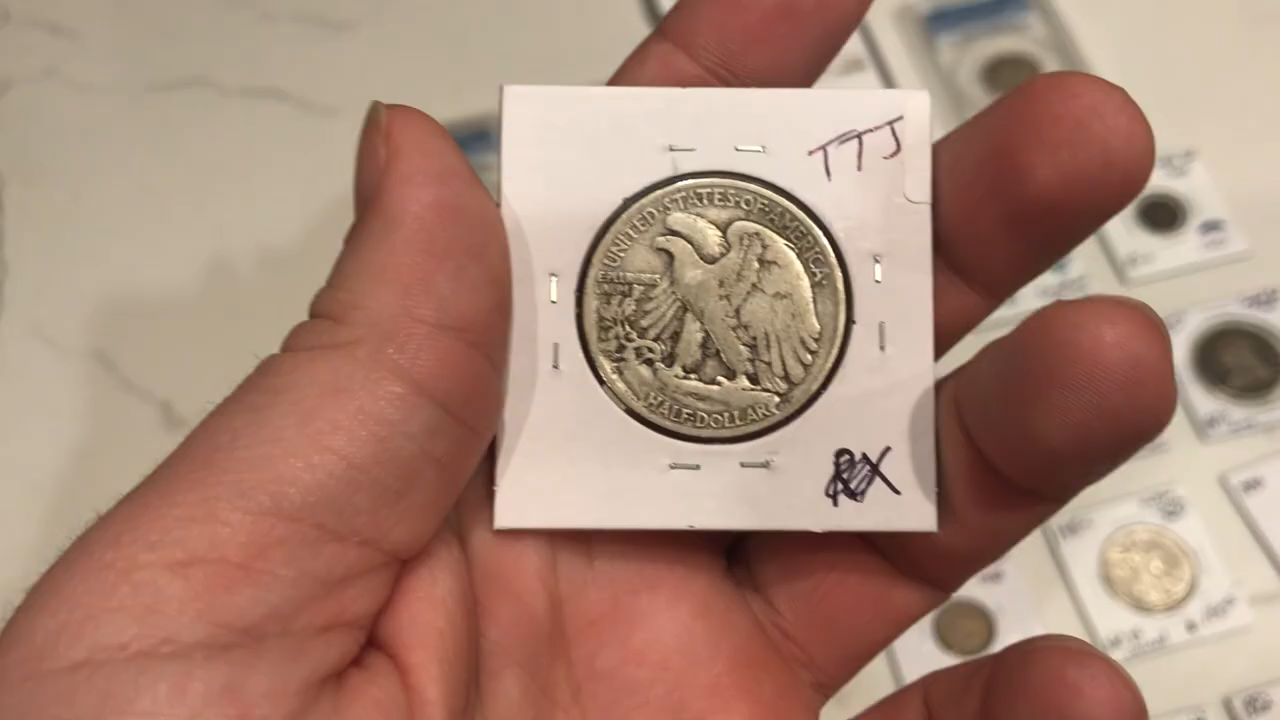 TTJ
UNITED·STATES·OF·AMERICA·
E·PLURIBUS
UNUM
HALF·DOLLAR